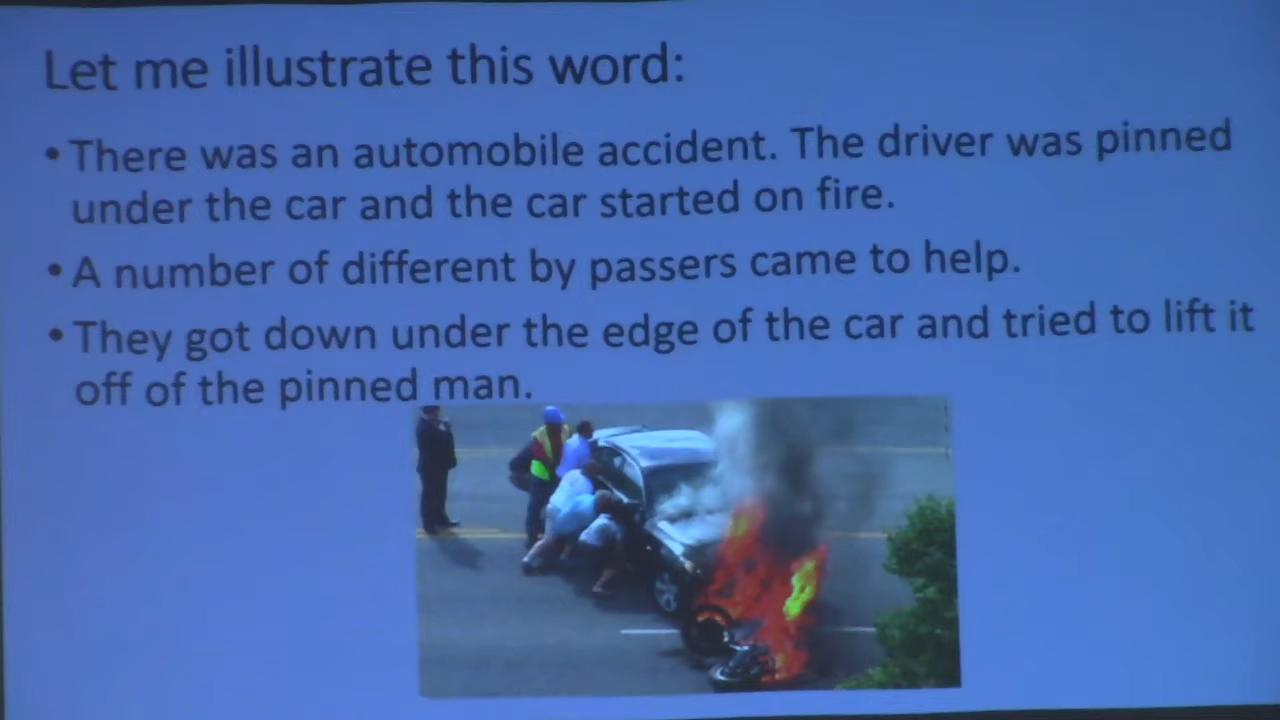 Let me illustrate this word:
• There was an automobile accident. The driver was pinned
under the car and the car started on fire.
• A number of different by passers came to help.
• They got down under the edge of the car and tried to lift it
off of the pinned man.